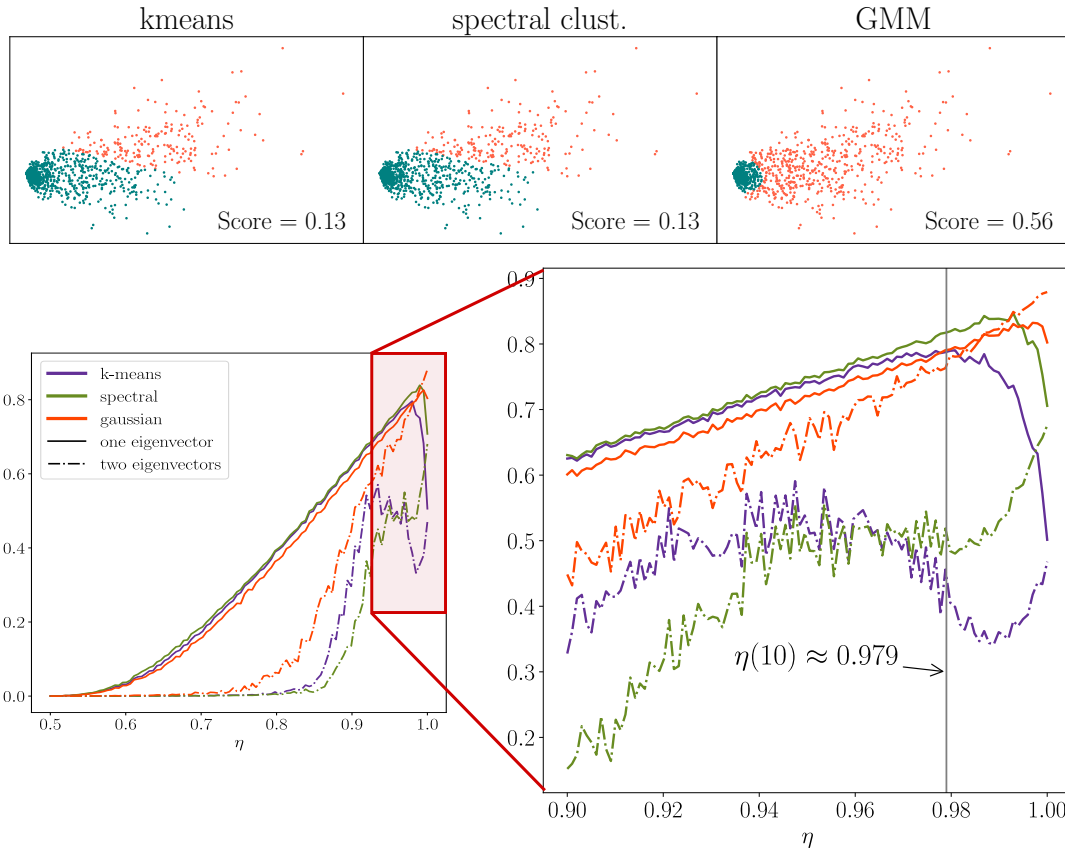 kmeans
spectral clust.
GMM
Score = 0.13
Score = 0.13
Score = 0.56
k-means
spectral
gaussian
one eigenvector
two eigenvectors
0.8
0.6
0.4
0.2
0.0
0.5
0.6
0.7
0.8
0.9
1.0
η
0.9
0.8
0.7
0.6
0.5
0.4
0.3
0.2
η(10) ≈ 0.979
0.90
0.92
0.94
0.96
0.98
1.00
η